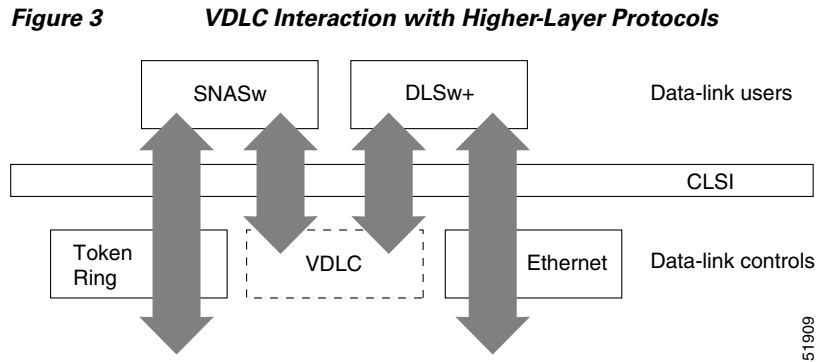 Figure 3 VDLC Interaction with Higher-Layer Protocols
SNASw DLSw+ Data-link users
CLSI
Token
Ring
VDLC
Ethernet
Data-link controls
51909